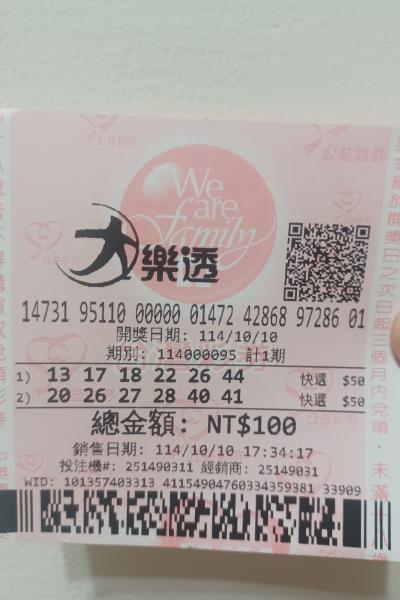 公益彩券
We
are
Family
大樂透
14731 95110 00000 01472 42868 97286 01
開獎日期: 114/10/10
期別: 114000095 計1期
1) 13 17 18 22 26 44 快選 $50
2) 20 26 27 28 40 41 快選 $50
總金額: NT$100
銷售日期: 114/10/10 17:34:17
投注機#: 251490311 經銷商: 25149031
WID: 101357403313 41154904760334359381 33909